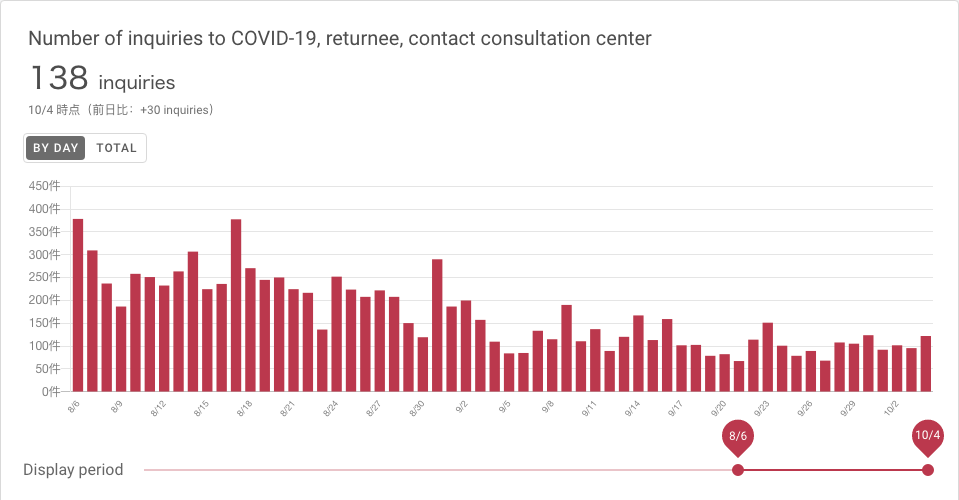 Number of inquiries to COVID-19, returnee, contact consultation center
138 inquiries
10/4 時点（前日比： +30 inquiries）
BY DAY TOTAL
450件
400件
350件
300件
250件
200件
150件
100件
50件
0件
8/6 8/9 8/12 8/15 8/18 8/21 8/24 8/27 8/30 9/2 9/5 9/8 9/11 9/14 9/17 9/20 9/23 9/26 9/29 10/2
8/6 10/4
Display period